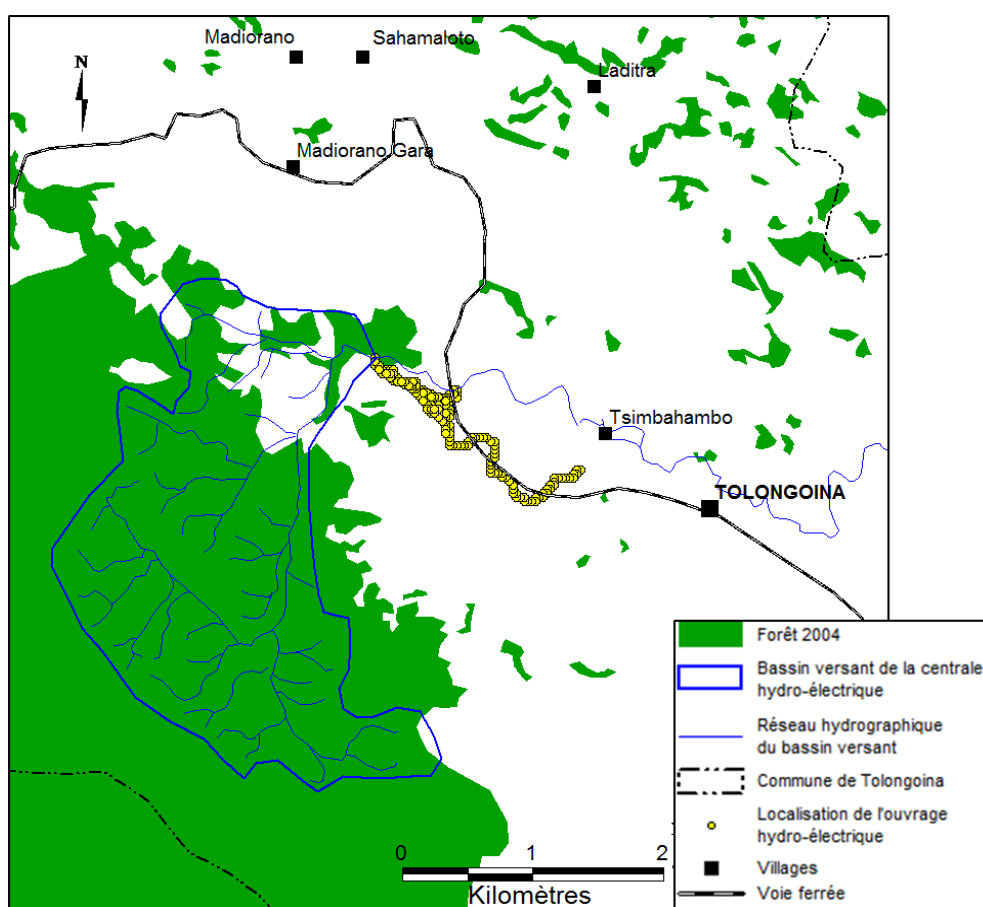 Madiorano
Sahamaloto
N
Laditra
Madiorano Gara
Tsimbahambo
TOLONGOINA
Forêt 2004
Bassin versant de la centrale
hydro-électrique
Réseau hydrographique
du bassin versant
Commune de Tolongoina
Localisation de l'ouvrage
hydro-électrique
Villages
Voie ferrée
0 1 2
Kilomètres